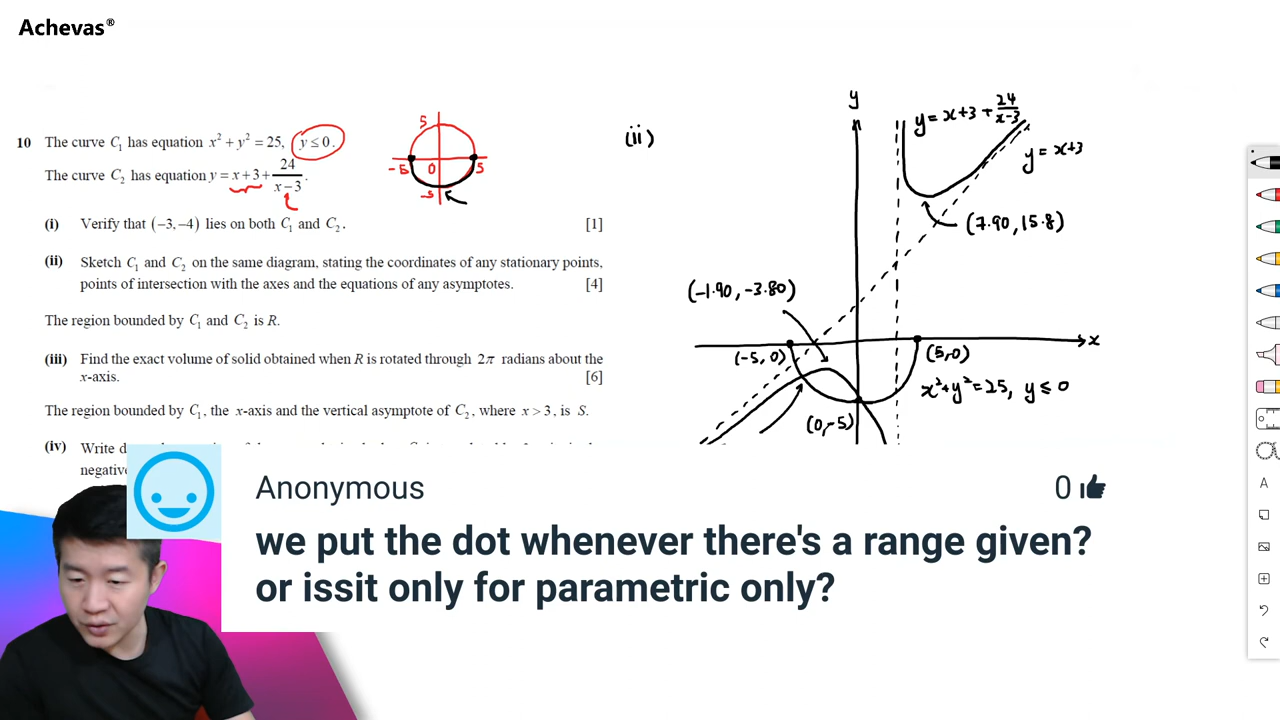 Achevas®
10 The curve C₁ has equation x² + y² = 25, y ≤ 0.
The curve C₂ has equation y = x + 3 + 24/(x − 3).
(i) Verify that (−3, −4) lies on both C₁ and C₂. [1]
(ii) Sketch C₁ and C₂ on the same diagram, stating the coordinates of any stationary points,
points of intersection with the axes and the equations of any asymptotes. [4]
The region bounded by C₁ and C₂ is R.
(iii) Find the exact volume of solid obtained when R is rotated through 2π radians about the
x-axis. [6]
The region bounded by C₁, the x-axis and the vertical asymptote of C₂, where x > 3, is S.
(iv) Write
negative
5
-5 0 5
-5
(ii)
y
y = x+3 + 24/(x-3)
y = x+3
(7.90, 15.8)
(-1.90, -3.80)
x
(-5, 0)
(5,0)
x²+y²=25, y ≤ 0
(0,-5)
Anonymous 0
we put the dot whenever there's a range given?
or issit only for parametric only?
A